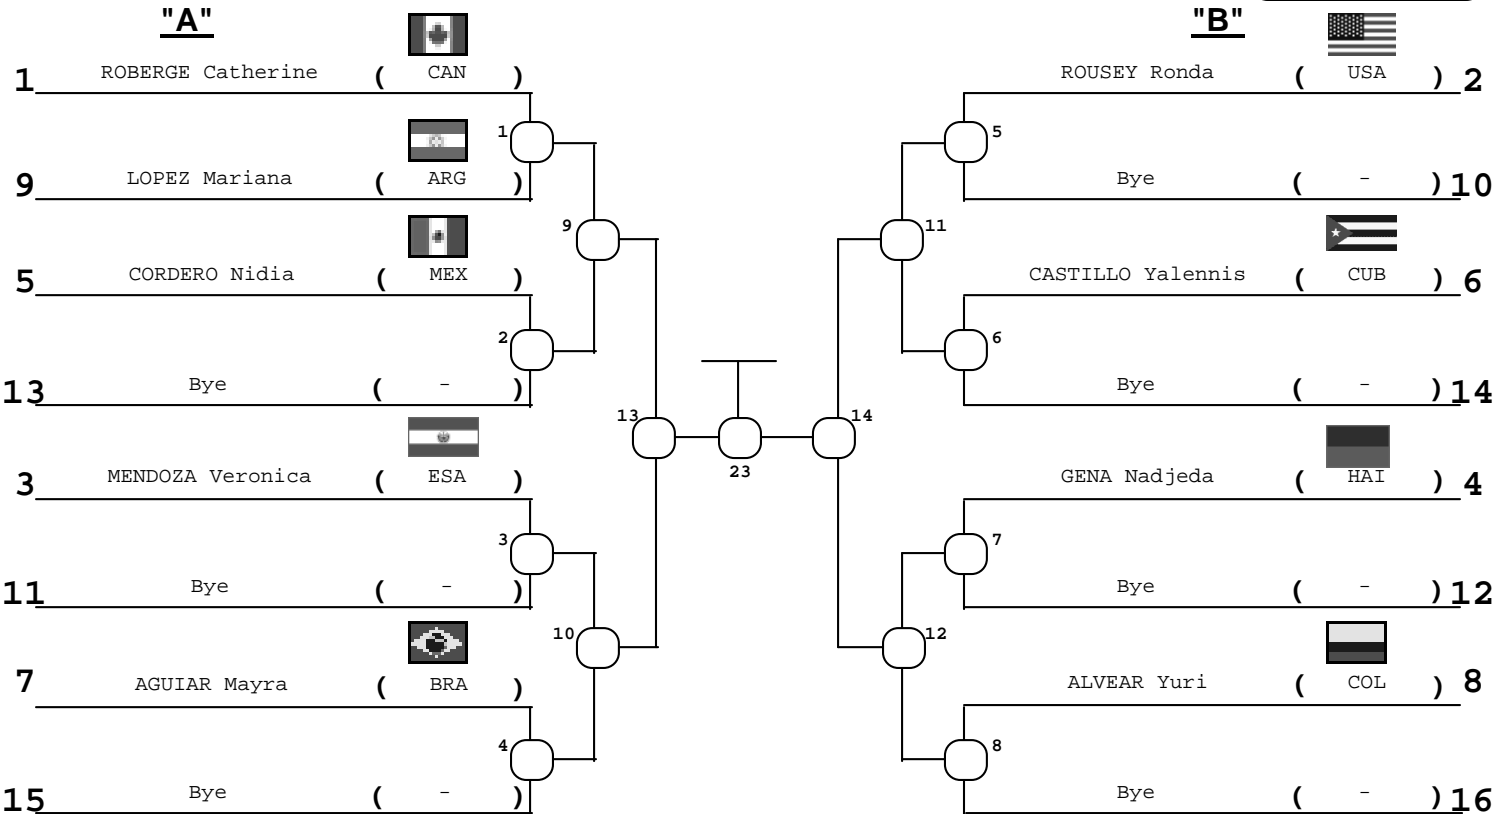 "A"
1 ROBERGE Catherine ( CAN )
1
9 LOPEZ Mariana ( ARG )
9
5 CORDERO Nidia ( MEX )
2
13 Bye ( - )
13
3 MENDOZA Veronica ( ESA )
3
11 Bye ( - )
10
7 AGUIAR Mayra ( BRA )
4
15 Bye ( - )
23
"B"
ROUSEY Ronda ( USA ) 2
5
Bye ( - ) 10
11
CASTILLO Yalennis ( CUB ) 6
6
Bye ( - ) 14
14
GENA Nadjeda ( HAI ) 4
7
Bye ( - ) 12
12
ALVEAR Yuri ( COL ) 8
8
Bye ( - ) 16